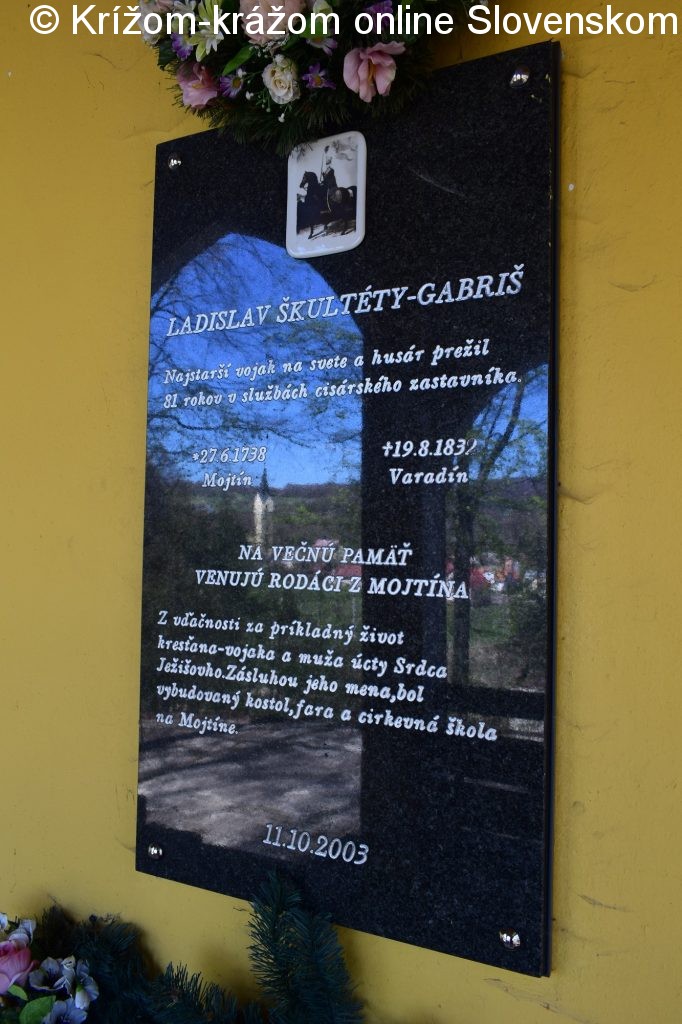 © Krížom-krážom online Slovenskom
LADISLAV ŠKULTÉTY-GABRIŠ
Najstarší vojak na svete a husár prežil
81 rokov v službách cisárského zastavníka.
*27.6.1738
Mojtín
†19.8.1832
Varadín
NA VEČNÚ PAMÄŤ
VENUJÚ RODÁCI Z MOJTÍNA
Z vďačnosti za príkladný život
kresťana-vojaka a muža úcty Srdca
Ježišovho.Zásluhou jeho mena,bol
vybudovaný kostol,fara a cirkevná škola
na Mojtíne.
11.10.2003